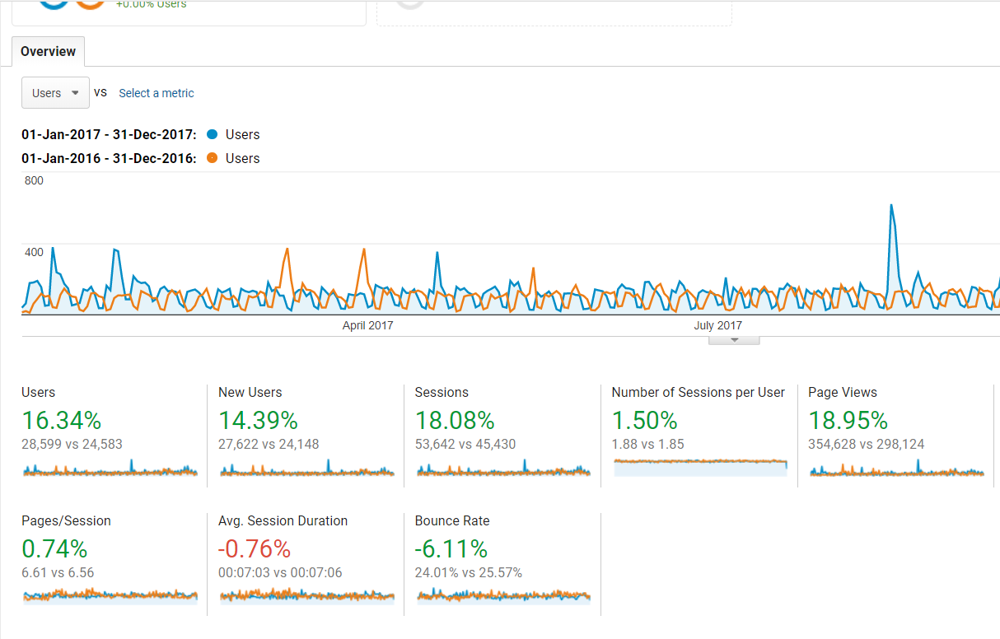 +0.00% Users
Overview
Users vs Select a metric
01-Jan-2017 - 31-Dec-2017: Users
01-Jan-2016 - 31-Dec-2016: Users
800
400
April 2017 July 2017
Users New Users Sessions Number of Sessions per User Page Views
16.34% 14.39% 18.08% 1.50% 18.95%
28,599 vs 24,583 27,622 vs 24,148 53,642 vs 45,430 1.88 vs 1.85 354,628 vs 298,124
Pages/Session Avg. Session Duration Bounce Rate
0.74% -0.76% -6.11%
6.61 vs 6.56 00:07:03 vs 00:07:06 24.01% vs 25.57%